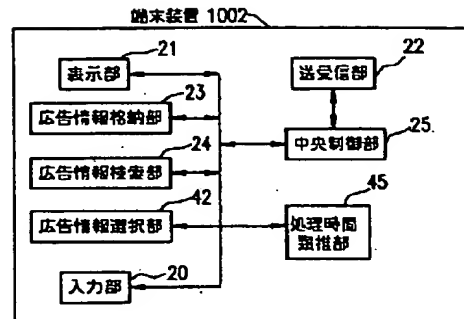 端末装置 1002
21
表示部
22
送受信部
23
広告情報格納部
25
中央制御部
24
広告情報検索部
42
広告情報選択部
45
処理時間
類推部
20
入力部